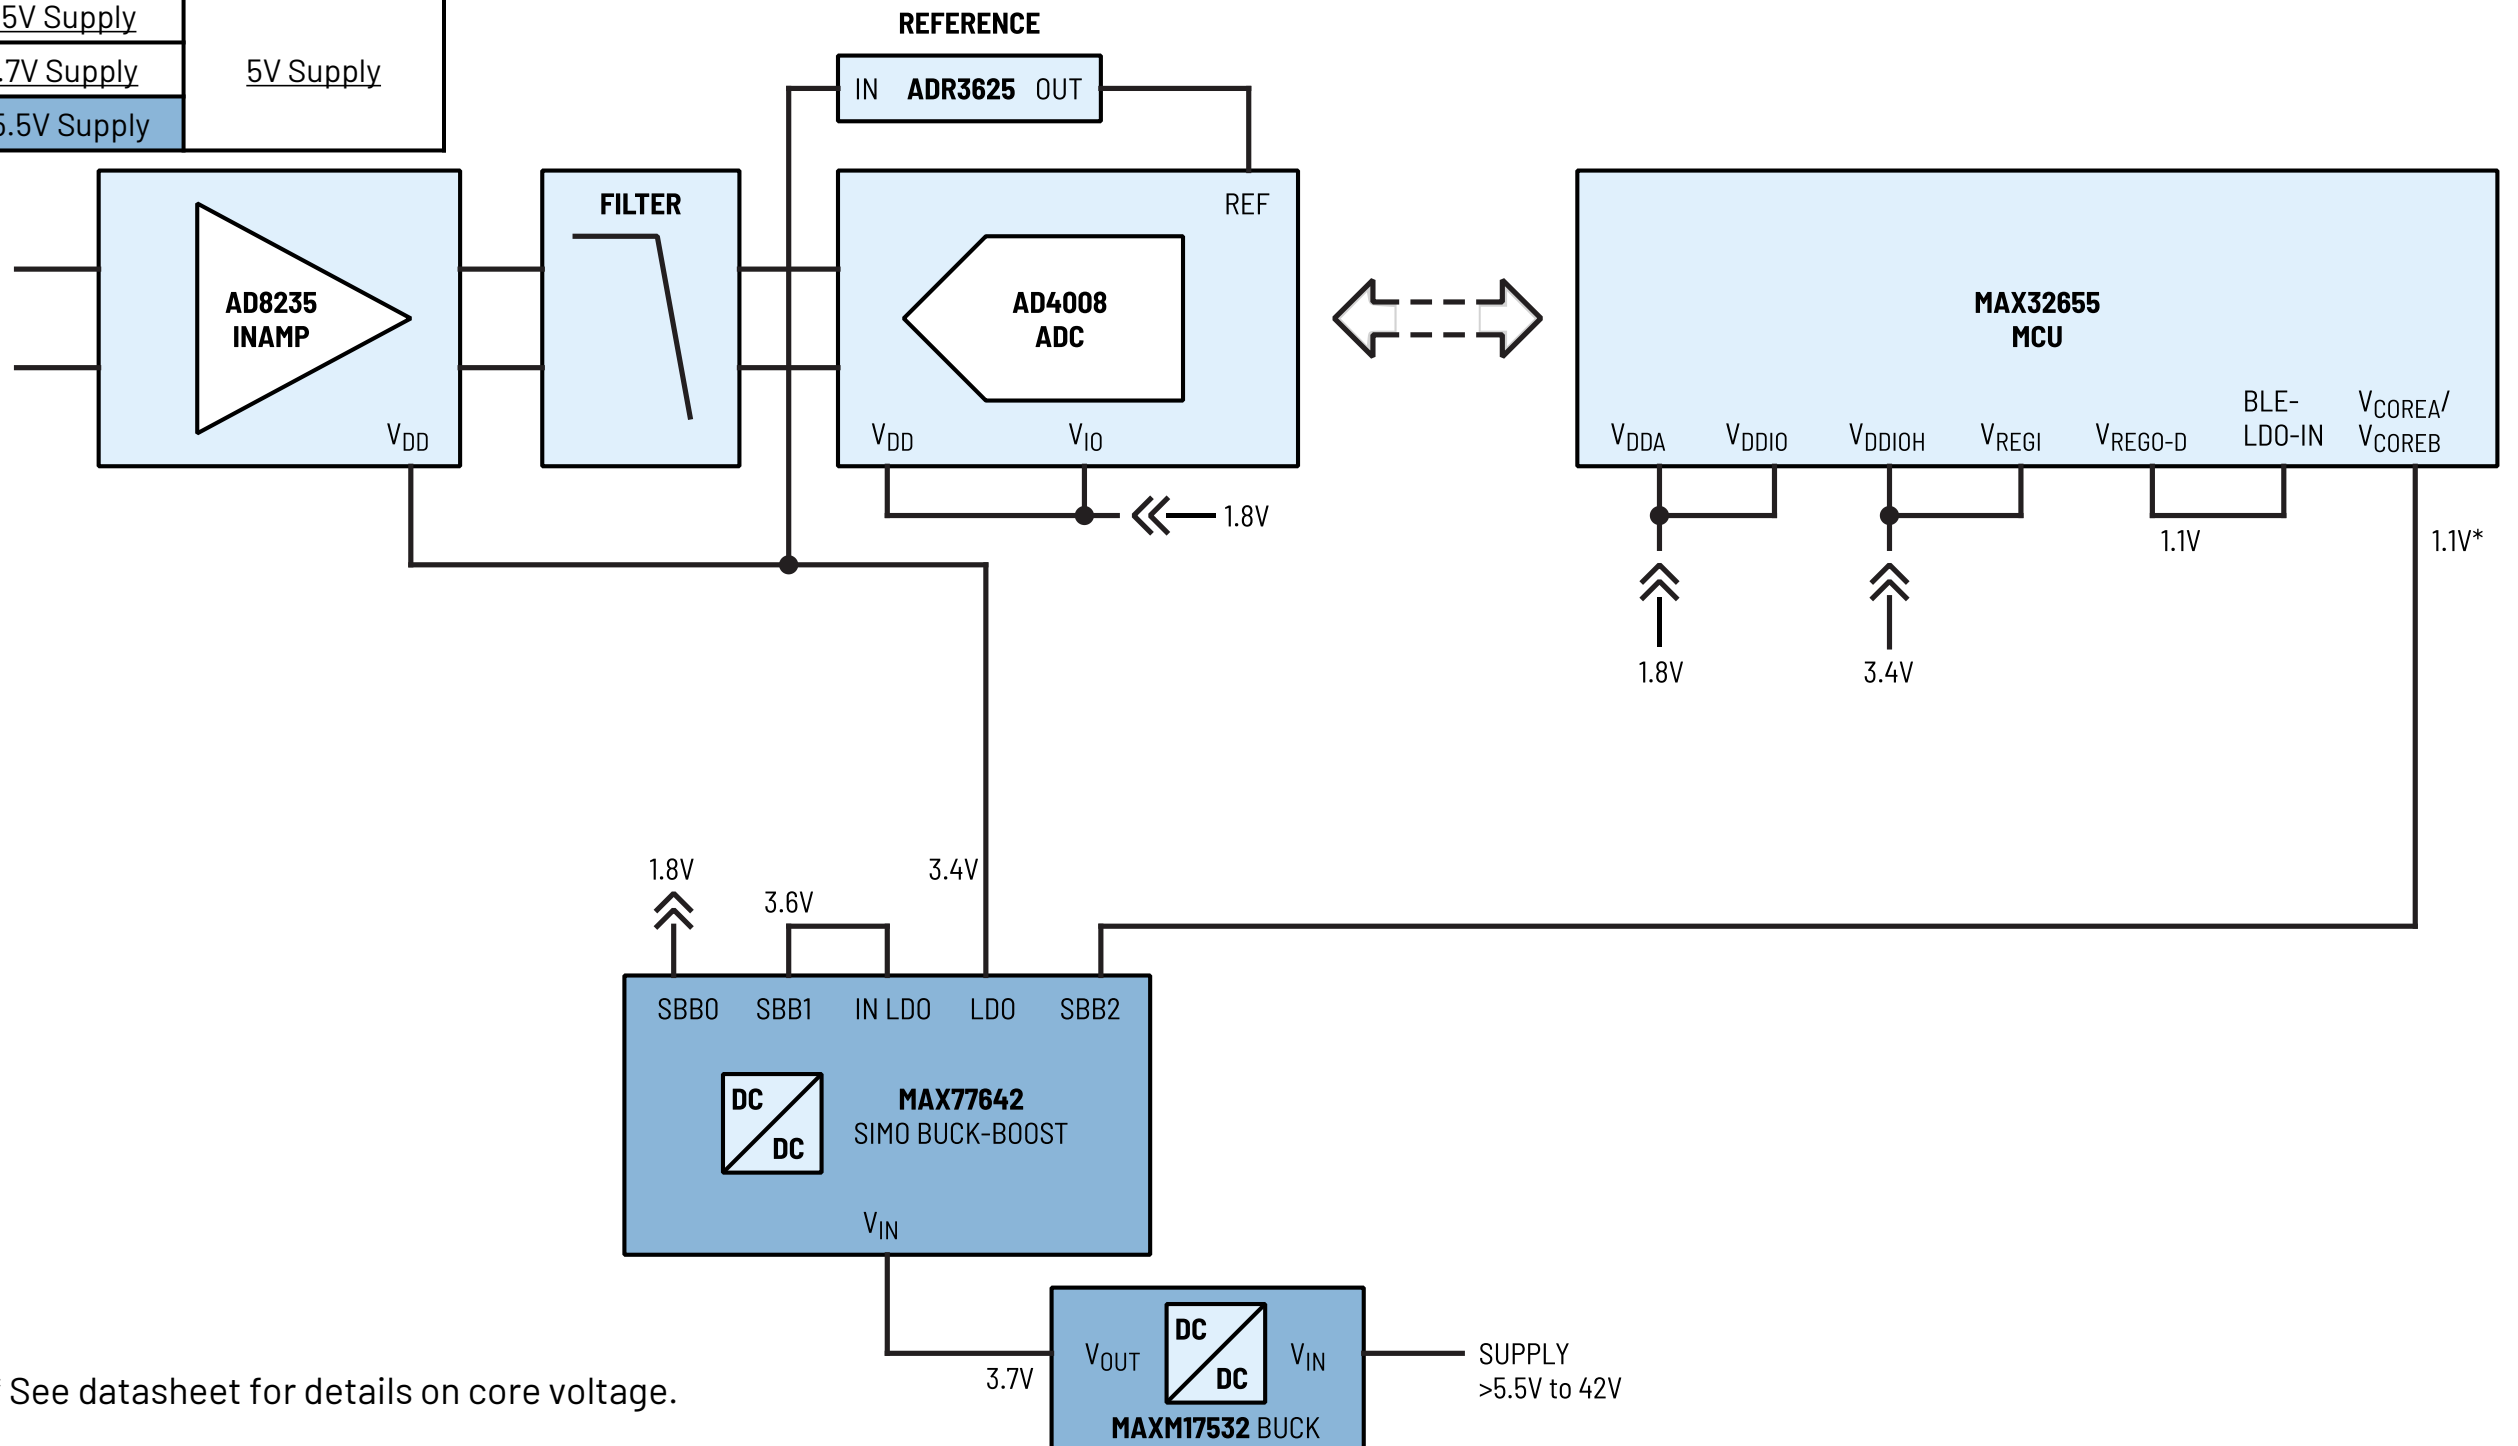 5V Supply
.7V Supply
5V Supply
5.5V Supply
REFERENCE
IN ADR3625 OUT
FILTER
REF
AD8235
INAMP
AD4008
ADC
MAX32655
MCU
VDD
VDD
VIO
VDDA
VDDIO
VDDIOH
VREGI
VREGO-D
BLE-
LDO-IN
VCOREA/
VCOREB
1.8V
1.1V
1.1V*
1.8V
3.4V
1.8V
3.6V
3.4V
SBB0 SBB1 IN LDO LDO SBB2
DC
DC
MAX77642
SIMO BUCK-BOOST
VIN
DC
DC
VOUT
VIN
SUPPLY
>5.5V to 42V
3.7V
MAXM17532 BUCK
See datasheet for details on core voltage.